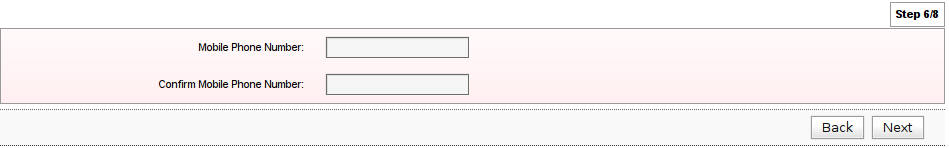 Step 6/8
Mobile Phone Number:
Confirm Mobile Phone Number:
Back Next